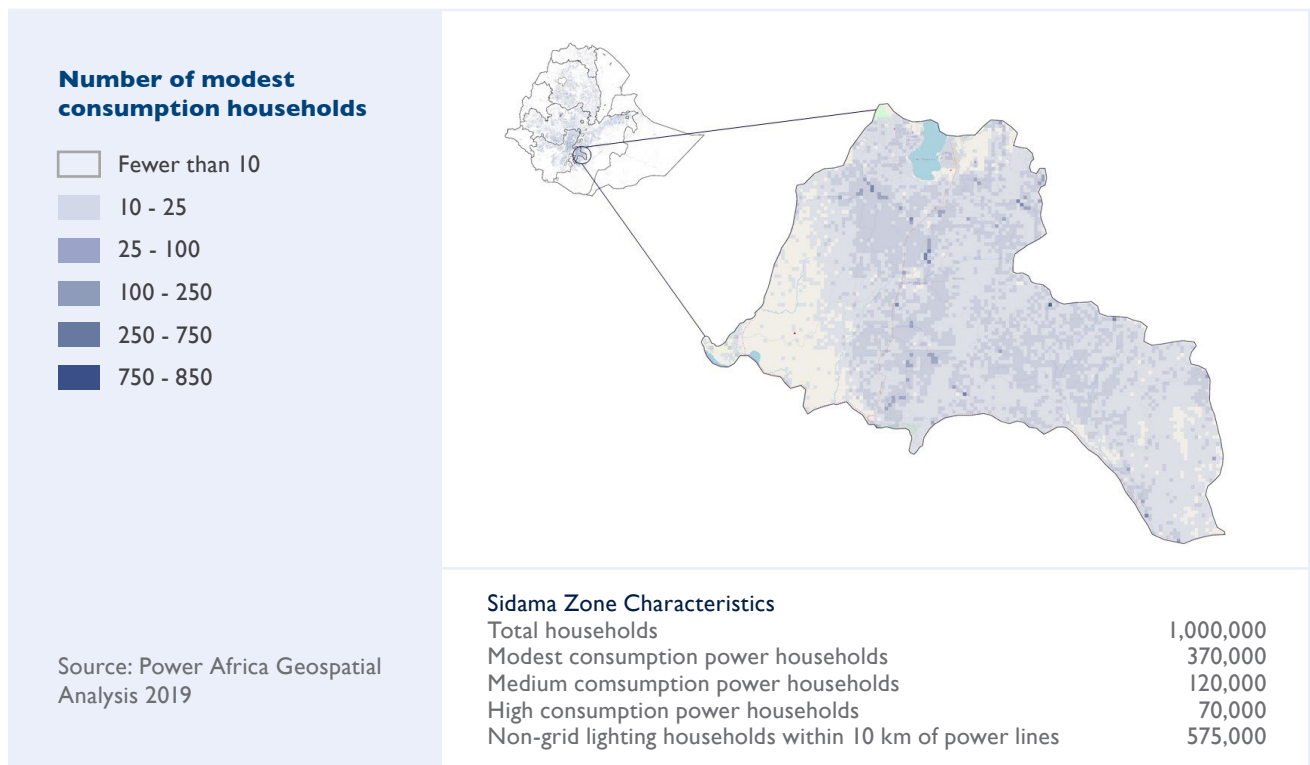 Number of modest
consumption households
Fewer than 10
10 - 25
25 - 100
100 - 250
250 - 750
750 - 850
Source: Power Africa Geospatial
Analysis 2019
Sidama Zone Characteristics
Total households 1,000,000
Modest consumption power households 370,000
Medium comsumption power households 120,000
High consumption power households 70,000
Non-grid lighting households within 10 km of power lines 575,000